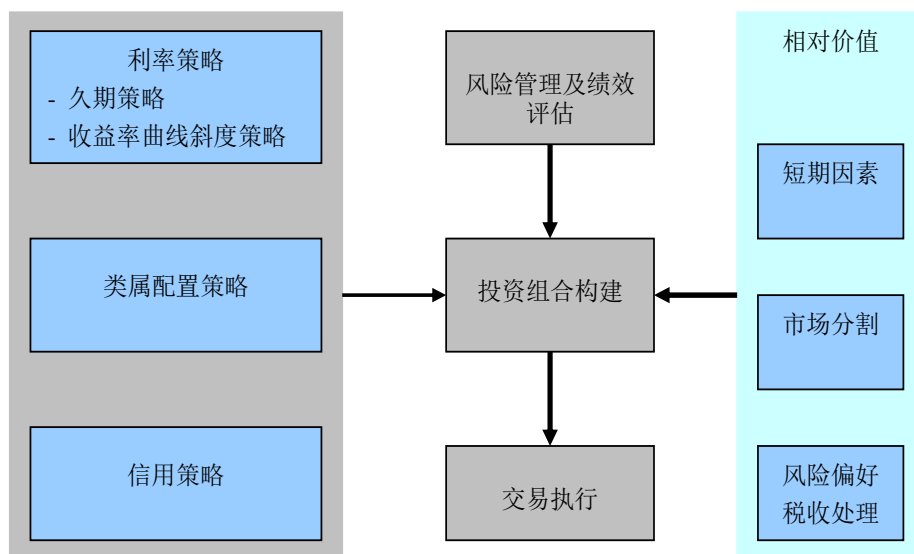 利率策略
- 久期策略
- 收益率曲线斜度策略
类属配置策略
信用策略
风险管理及绩效
评估
投资组合构建
交易执行
相对价值
短期因素
市场分割
风险偏好
税收处理